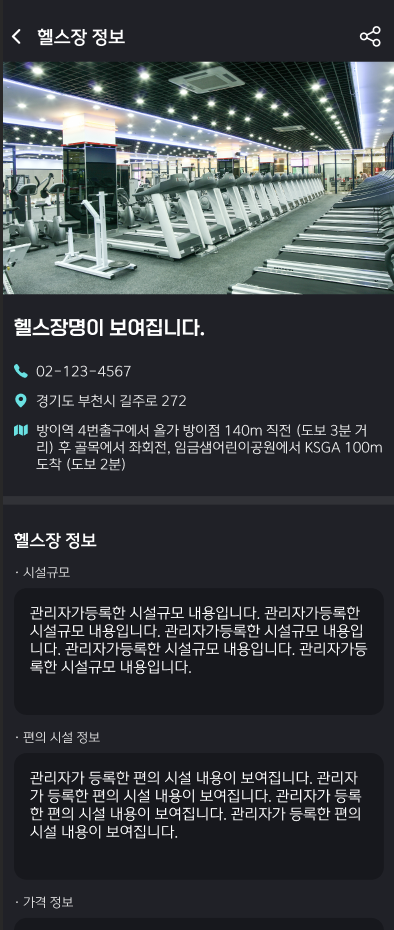 헬스장 정보
헬스장명이 보여집니다.
02-123-4567
경기도 부천시 길주로 272
방이역 4번출구에서 올가 방이점 140m 직전 (도보 3분 거
리) 후 골목에서 좌회전, 임금샘어린이공원에서 KSGA 100m
도착 (도보 2분)
헬스장 정보
· 시설규모
관리자가등록한 시설규모 내용입니다. 관리자가등록한
시설규모 내용입니다. 관리자가등록한 시설규모 내용입
니다. 관리자가등록한 시설규모 내용입니다. 관리자가등
록한 시설규모 내용입니다.
· 편의 시설 정보
관리자가 등록한 편의 시설 내용이 보여집니다. 관리자
가 등록한 편의 시설 내용이 보여집니다. 관리자가 등록
한 편의 시설 내용이 보여집니다. 관리자가 등록한 편의
시설 내용이 보여집니다.
· 가격 정보